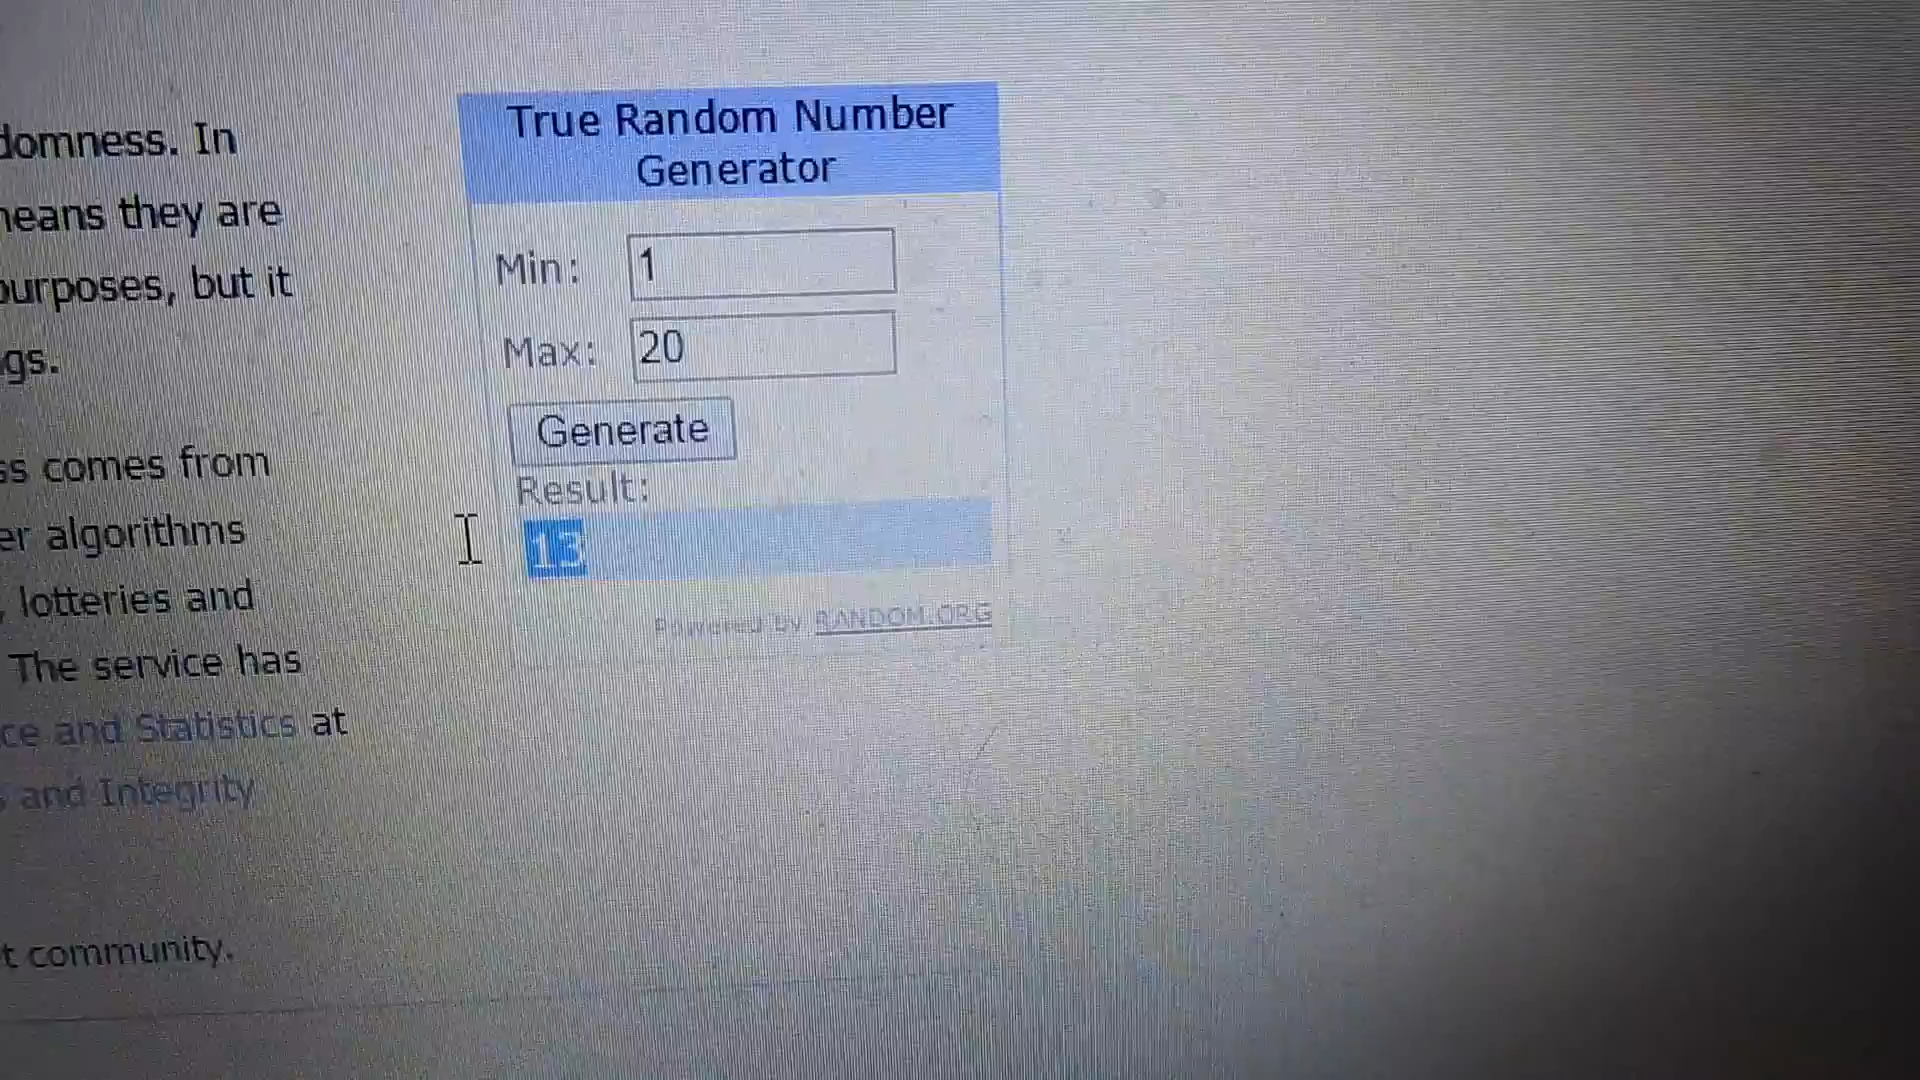 domness. In
neans they are
ourposes, but it
gs.
ss comes from
er algorithms
, lotteries and
The service has
ce and Statistics at
and Integrity
t community.
True Random Number
Generator
Min: 1
Max: 20
Generate
Result:
13
Powered by RANDOM.ORG